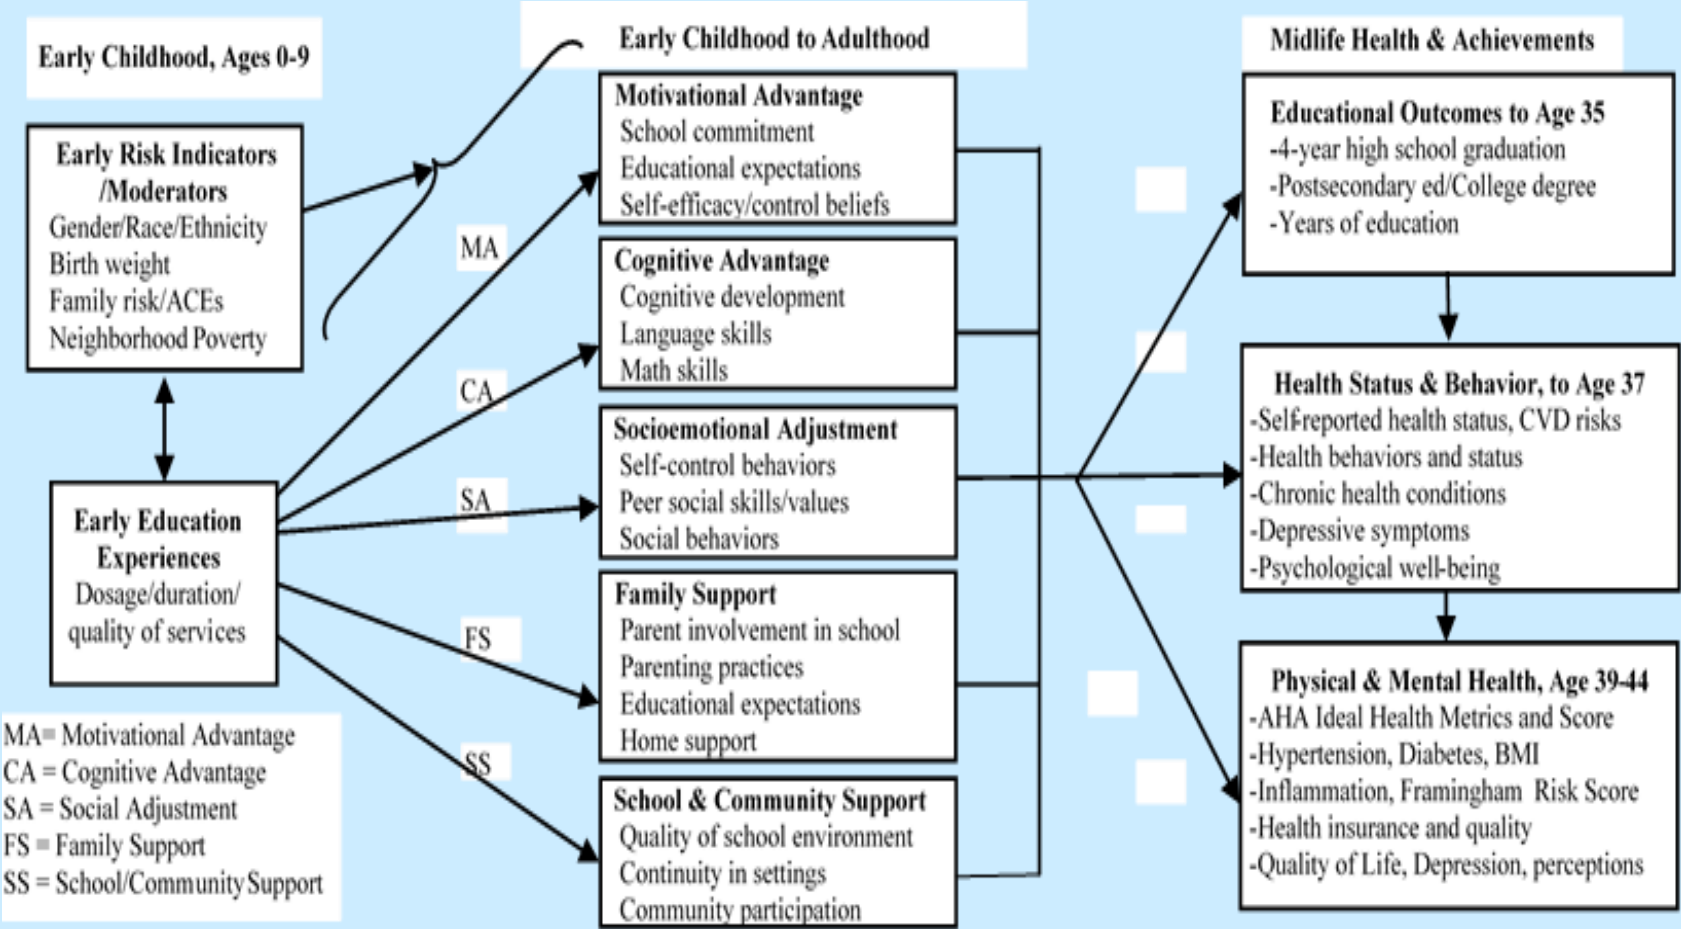 Early Childhood, Ages 0-9
Early Risk Indicators
/Moderators
Gender/Race/Ethnicity
Birth weight
Family risk/ACEs
Neighborhood Poverty
Early Education
Experiences
Dosage/duration/
quality of services
MA= Motivational Advantage
CA = Cognitive Advantage
SA = Social Adjustment
FS = Family Support
SS = School/Community Support
MA
CA
SA
FS
SS
Early Childhood to Adulthood
Motivational Advantage
School commitment
Educational expectations
Self-efficacy/control beliefs
Cognitive Advantage
Cognitive development
Language skills
Math skills
Socioemotional Adjustment
Self-control behaviors
Peer social skills/values
Social behaviors
Family Support
Parent involvement in school
Parenting practices
Educational expectations
Home support
School & Community Support
Quality of school environment
Continuity in settings
Community participation
Midlife Health & Achievements
Educational Outcomes to Age 35
-4-year high school graduation
-Postsecondary ed/College degree
-Years of education
Health Status & Behavior, to Age 37
-Self-reported health status, CVD risks
-Health behaviors and status
-Chronic health conditions
-Depressive symptoms
-Psychological well-being
Physical & Mental Health, Age 39-44
-AHA Ideal Health Metrics and Score
-Hypertension, Diabetes, BMI
-Inflammation, Framingham Risk Score
-Health insurance and quality
-Quality of Life, Depression, perceptions